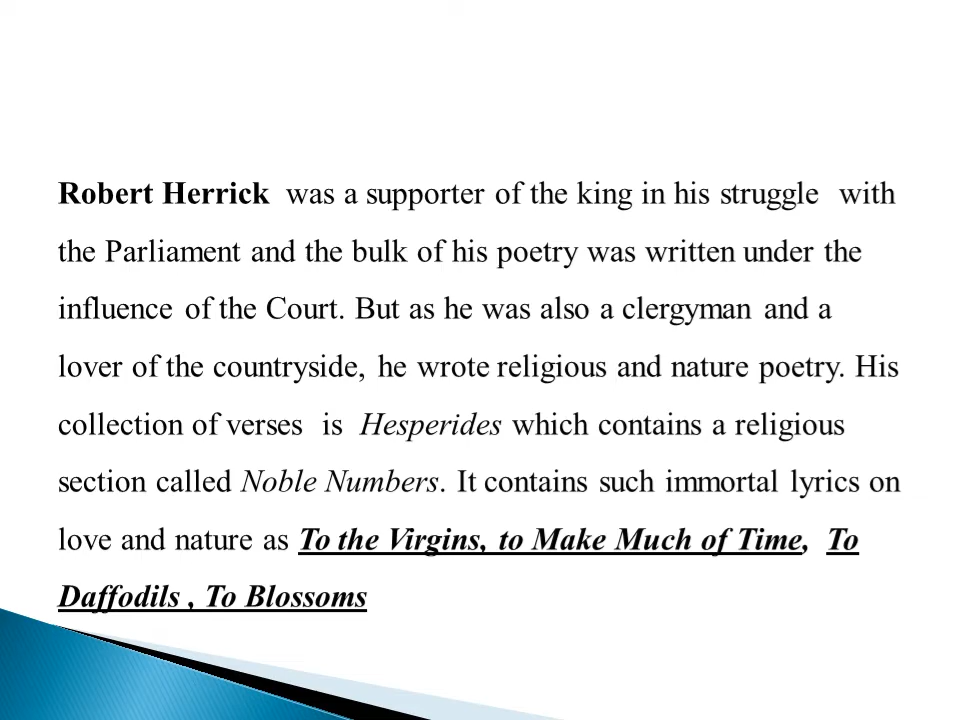 Robert Herrick was a supporter of the king in his struggle with
the Parliament and the bulk of his poetry was written under the
influence of the Court. But as he was also a clergyman and a
lover of the countryside, he wrote religious and nature poetry. His
collection of verses is Hesperides which contains a religious
section called Noble Numbers. It contains such immortal lyrics on
love and nature as To the Virgins, to Make Much of Time, To
Daffodils , To Blossoms